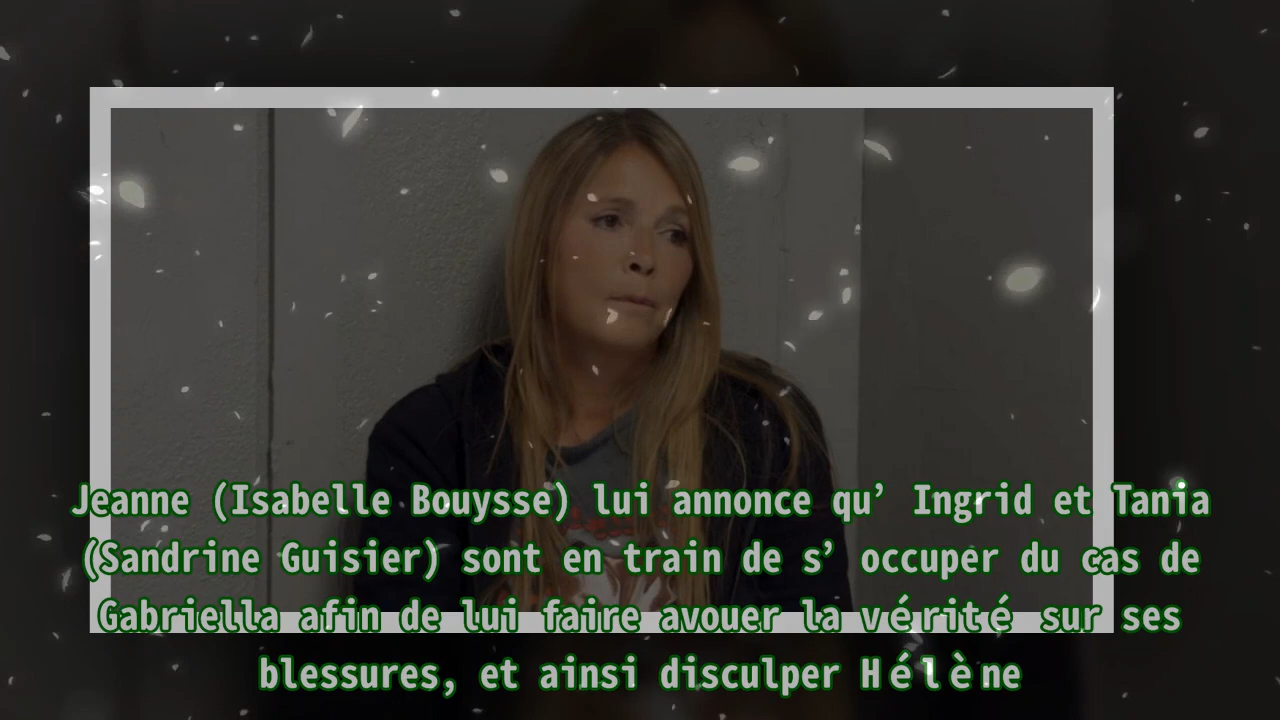 Jeanne (Isabelle Bouysse) lui annonce qu’ Ingrid et Tania
(Sandrine Guisier) sont en train de s’ occuper du cas de
Gabriella afin de lui faire avouer la vérité sur ses
blessures, et ainsi disculper Hélène